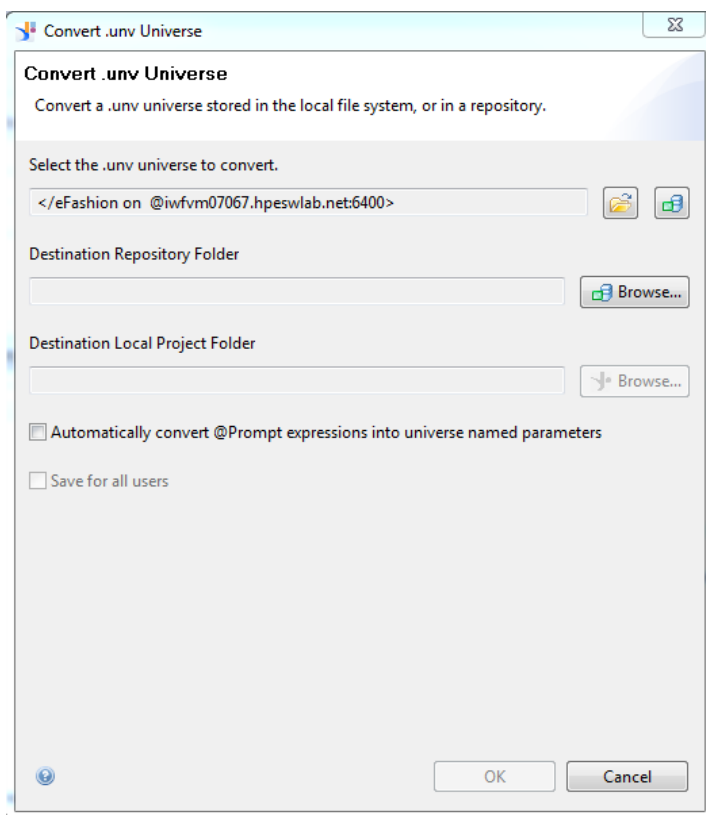 Convert .unv Universe
Convert .unv Universe
Convert a .unv universe stored in the local file system, or in a repository.
Select the .unv universe to convert.
</eFashion on  @iwfvm07067.hpeswlab.net:6400>
Destination Repository Folder
Browse...
Destination Local Project Folder
Browse...
Automatically convert @Prompt expressions into universe named parameters
Save for all users
OK Cancel